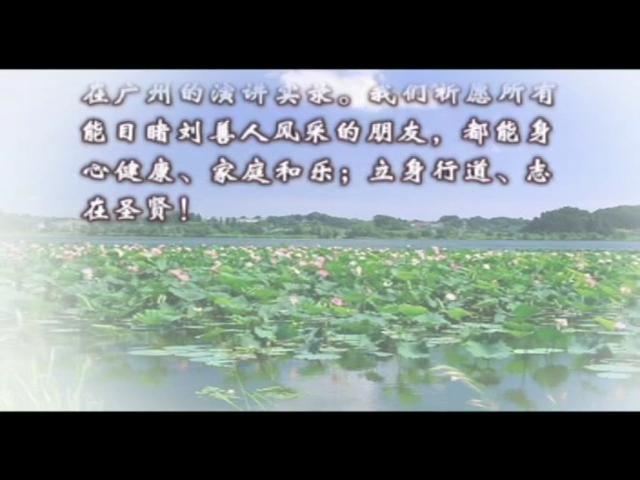 在广州的演讲实录。我们祈愿所有
能目睹刘善人风采的朋友，都能身
心健康、家庭和乐；立身行道、志
在圣贤！